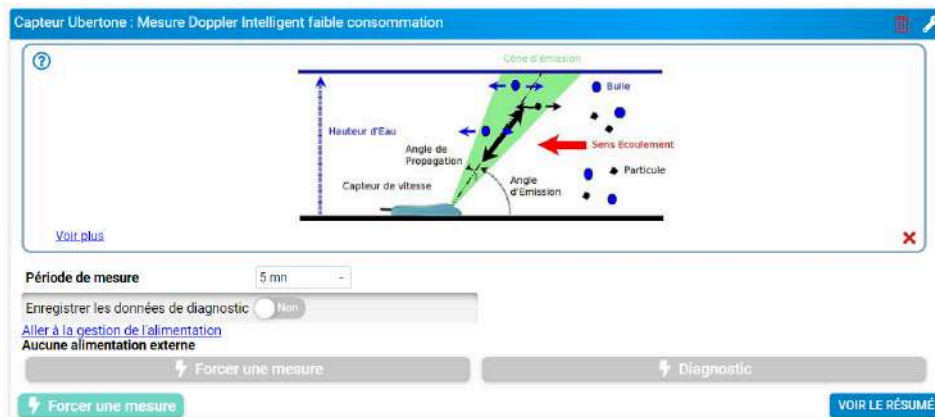 Capteur Ubertone : Mesure Doppler Intelligent faible consommation
Cône d'émission
Bulle
Hauteur d'Eau
Sens Ecoulement
Angle de
Propagation
Particule
Angle
d'Emission
Capteur de vitesse
Voir plus
Période de mesure
5 mn
Enregistrer les données de diagnostic
Non
Aller à la gestion de l'alimentation
Aucune alimentation externe
Forcer une mesure
Diagnostic
Forcer une mesure
VOIR LE RÉSUMÉ